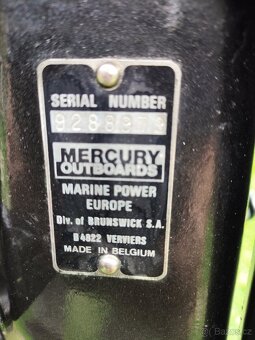 SERIAL NUMBER
MERCURY
OUTBOARDS
MARINE POWER
EUROPE
Div. of BRUNSWICK S.A.
B 4822 VERVIERS
MADE IN BELGIUM